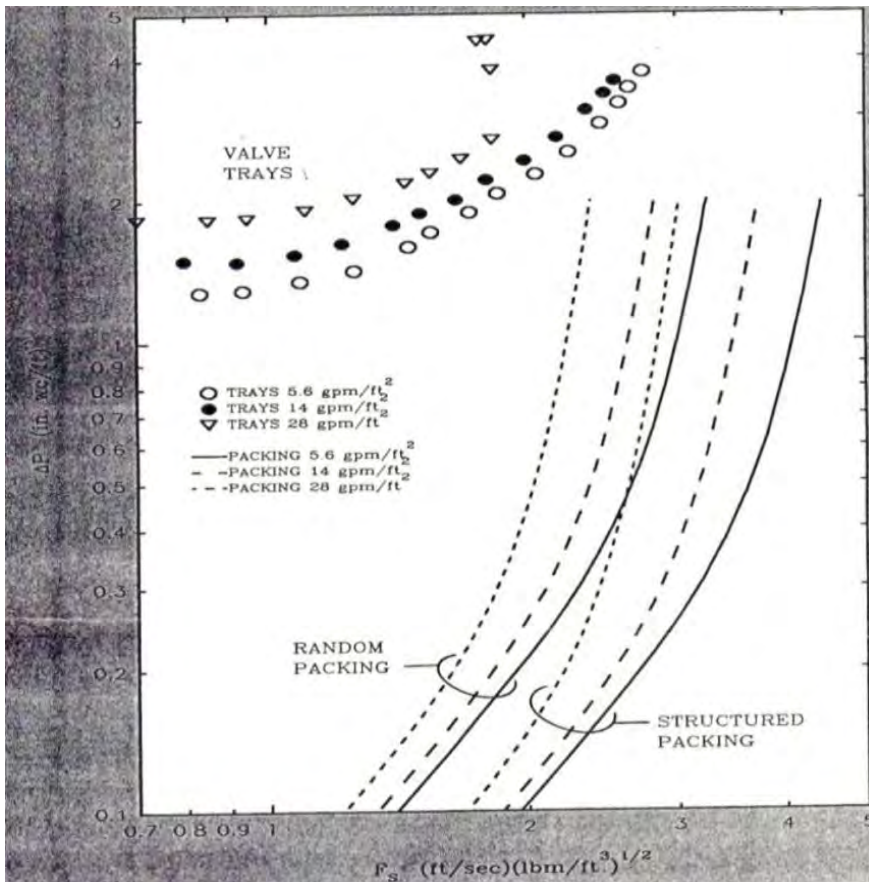 5
4
3
2
1
0.9
0.8
0.7
0.6
0.5
0.4
0.3
0.2
0.1
VALVE
TRAYS
TRAYS 5.6 gpm/ft2
TRAYS 14 gpm/ft2
TRAYS 28 gpm/ft
PACKING 5.6 gpm/ft2
PACKING 14 gpm/ft2
PACKING 28 gpm/ft2
RANDOM
PACKING
STRUCTURED
PACKING
0.7 0.8 0.9 1 2 3 4 5
Fs (ft/sec)(lbm/ft3)1/2